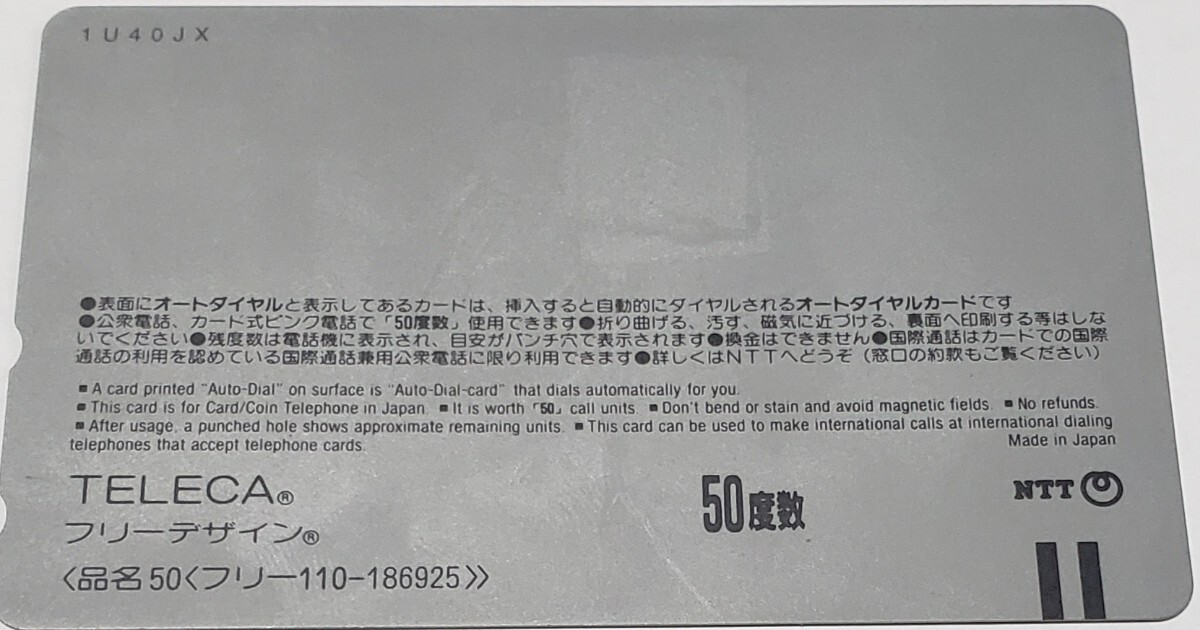 1U40JX
●表面にオートダイヤルと表示してあるカードは、挿入すると自動的にダイヤルされるオートダイヤルカードです
●公衆電話、カード式ピンク電話で「50度数」使用できます●折り曲げる、汚す、磁気に近づける、裏面へ印刷する等はしな
いでください●残度数は電話機に表示され、目安がパンチ穴で表示されます●換金はできません●国際通話はカードでの国際
通話の利用を認めている国際通話兼用公衆電話に限り利用できます●詳しくはNTTへどうぞ（窓口の約款もご覧ください）
■ A card printed "Auto-Dial" on surface is "Auto-Dial-card" that dials automatically for you.
■ This card is for Card/Coin Telephone in Japan. ■ It is worth「50」call units. ■ Don't bend or stain and avoid magnetic fields. ■ No refunds.
■ After usage, a punched hole shows approximate remaining units. ■ This card can be used to make international calls at international dialing
telephones that accept telephone cards.
Made in Japan
TELECA®
フリーデザイン®
〈品名50〈フリー110-186925〉〉
50度数
NTT